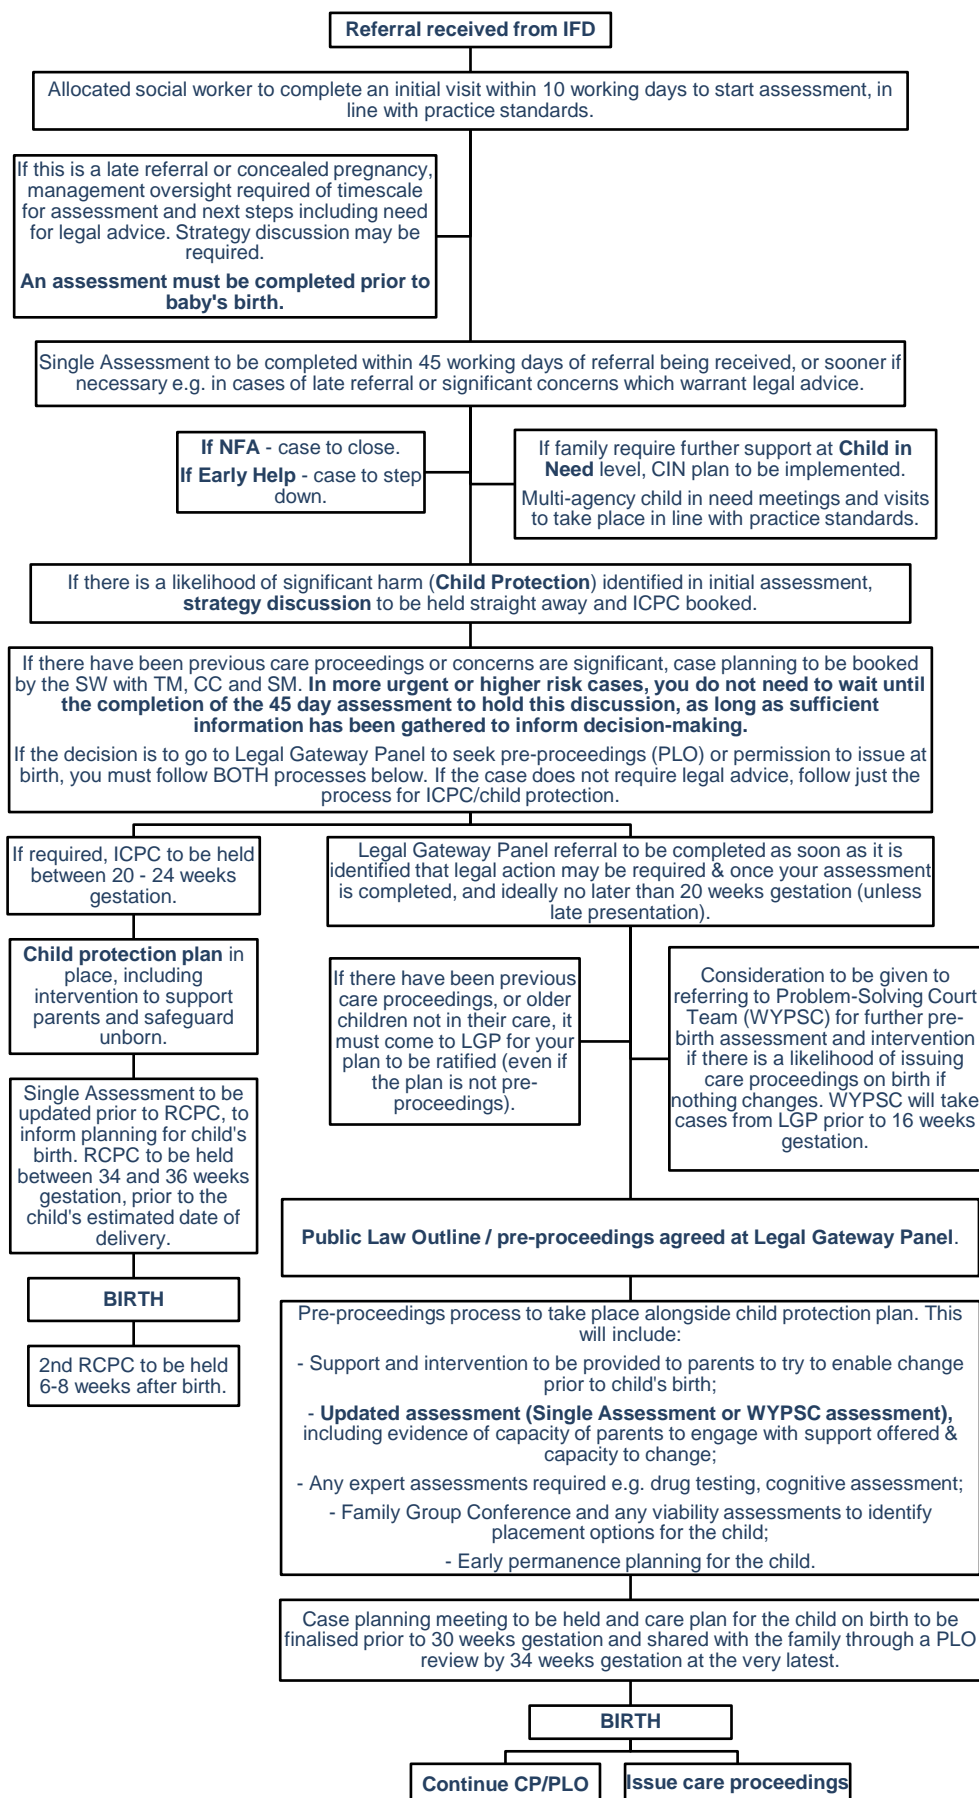 Referral received from IFD
Allocated social worker to complete an initial visit within 10 working days to start assessment, in
line with practice standards.
If this is a late referral or concealed pregnancy,
management oversight required of timescale
for assessment and next steps including need
for legal advice. Strategy discussion may be
required.
An assessment must be completed prior to
baby's birth.
Single Assessment to be completed within 45 working days of referral being received, or sooner if
necessary e.g. in cases of late referral or significant concerns which warrant legal advice.
If NFA - case to close.
If Early Help - case to step
down.
If family require further support at Child in
Need level, CIN plan to be implemented.
Multi-agency child in need meetings and visits
to take place in line with practice standards.
If there is a likelihood of significant harm (Child Protection) identified in initial assessment,
strategy discussion to be held straight away and ICPC booked.
If there have been previous care proceedings or concerns are significant, case planning to be booked
by the SW with TM, CC and SM. In more urgent or higher risk cases, you do not need to wait until
the completion of the 45 day assessment to hold this discussion, as long as sufficient
information has been gathered to inform decision-making.
If the decision is to go to Legal Gateway Panel to seek pre-proceedings (PLO) or permission to issue at
birth, you must follow BOTH processes below. If the case does not require legal advice, follow just the
process for ICPC/child protection.
If required, ICPC to be held
between 20 - 24 weeks
gestation.
Child protection plan in
place, including
intervention to support
parents and safeguard
unborn.
Single Assessment to be
updated prior to RCPC, to
inform planning for child's
birth. RCPC to be held
between 34 and 36 weeks
gestation, prior to the
child's estimated date of
delivery.
BIRTH
2nd RCPC to be held
6-8 weeks after birth.
Legal Gateway Panel referral to be completed as soon as it is
identified that legal action may be required & once your assessment
is completed, and ideally no later than 20 weeks gestation (unless
late presentation).
If there have been previous
care proceedings, or older
children not in their care, it
must come to LGP for your
plan to be ratified (even if
the plan is not pre-
proceedings).
Consideration to be given to
referring to Problem-Solving Court
Team (WYPSC) for further pre-
birth assessment and intervention
if there is a likelihood of issuing
care proceedings on birth if
nothing changes. WYPSC will take
cases from LGP prior to 16 weeks
gestation.
Public Law Outline / pre-proceedings agreed at Legal Gateway Panel.
Pre-proceedings process to take place alongside child protection plan. This
will include:
- Support and intervention to be provided to parents to try to enable change
prior to child's birth;
- Updated assessment (Single Assessment or WYPSC assessment),
including evidence of capacity of parents to engage with support offered &
capacity to change;
- Any expert assessments required e.g. drug testing, cognitive assessment;
- Family Group Conference and any viability assessments to identify
placement options for the child;
- Early permanence planning for the child.
Case planning meeting to be held and care plan for the child on birth to be
finalised prior to 30 weeks gestation and shared with the family through a PLO
review by 34 weeks gestation at the very latest.
BIRTH
Continue CP/PLO
Issue care proceedings